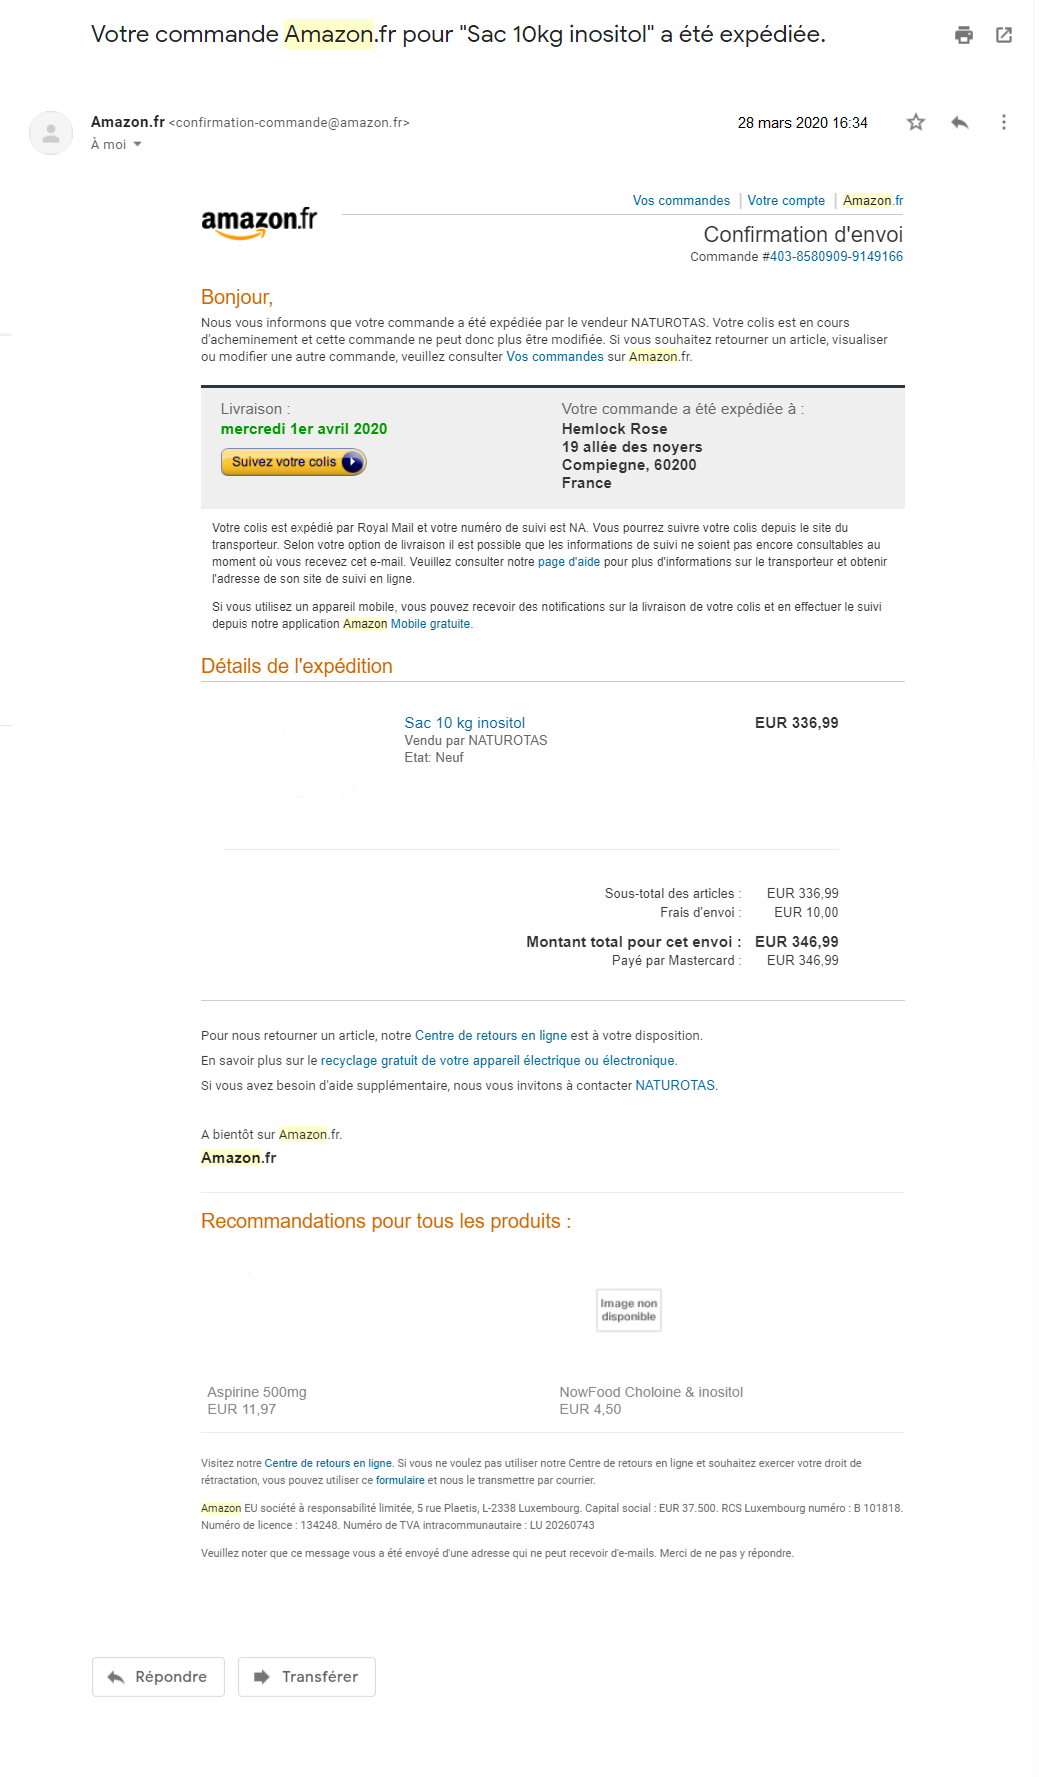 Votre commande Amazon.fr pour "Sac 10kg inositol" a été expédiée.
Amazon.fr <confirmation-commande@amazon.fr>
28 mars 2020 16:34
À moi
Vos commandes | Votre compte | Amazon.fr
amazon.fr
Confirmation d'envoi
Commande #403-8580909-9149166
Bonjour,
Nous vous informons que votre commande a été expédiée par le vendeur NATUROTAS. Votre colis est en cours
d'acheminement et cette commande ne peut donc plus être modifiée. Si vous souhaitez retourner un article, visualiser
ou modifier une autre commande, veuillez consulter Vos commandes sur Amazon.fr.
Livraison :
mercredi 1er avril 2020
Suivez votre colis
Votre commande a été expédiée à :
Hemlock Rose
19 allée des noyers
Compiegne, 60200
France
Votre colis est expédié par Royal Mail et votre numéro de suivi est NA. Vous pourrez suivre votre colis depuis le site du
transporteur. Selon votre option de livraison il est possible que les informations de suivi ne soient pas encore consultables au
moment où vous recevez cet e-mail. Veuillez consulter notre page d'aide pour plus d'informations sur le transporteur et obtenir
l'adresse de son site de suivi en ligne.
Si vous utilisez un appareil mobile, vous pouvez recevoir des notifications sur la livraison de votre colis et en effectuer le suivi
depuis notre application Amazon Mobile gratuite.
Détails de l'expédition
Sac 10 kg inositol EUR 336,99
Vendu par NATUROTAS
Etat: Neuf
Sous-total des articles : EUR 336,99
Frais d'envoi : EUR 10,00
Montant total pour cet envoi : EUR 346,99
Payé par Mastercard : EUR 346,99
Pour nous retourner un article, notre Centre de retours en ligne est à votre disposition.
En savoir plus sur le recyclage gratuit de votre appareil électrique ou électronique.
Si vous avez besoin d'aide supplémentaire, nous vous invitons à contacter NATUROTAS.
A bientôt sur Amazon.fr.
Amazon.fr
Recommandations pour tous les produits :
Image non
disponible
Aspirine 500mg
EUR 11,97
NowFood Choloine & inositol
EUR 4,50
Visitez notre Centre de retours en ligne. Si vous ne voulez pas utiliser notre Centre de retours en ligne et souhaitez exercer votre droit de
rétractation, vous pouvez utiliser ce formulaire et nous le transmettre par courrier.
Amazon EU société à responsabilité limitée, 5 rue Plaetis, L-2338 Luxembourg. Capital social : EUR 37.500. RCS Luxembourg numéro : B 101818.
Numéro de licence : 134248. Numéro de TVA intracommunautaire : LU 20260743
Veuillez noter que ce message vous a été envoyé d'une adresse qui ne peut recevoir d'e-mails. Merci de ne pas y répondre.
Répondre
Transférer